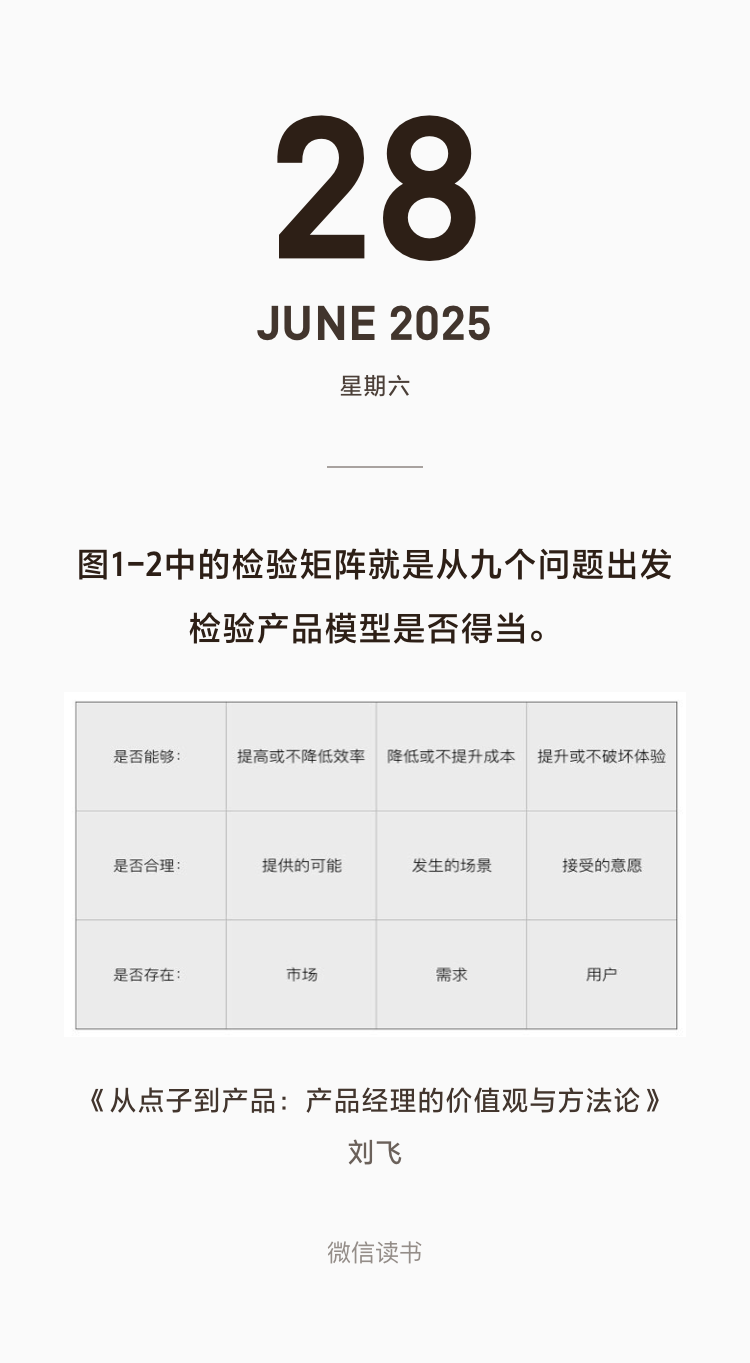 28
JUNE 2025
星期六
图1-2中的检验矩阵就是从九个问题出发
检验产品模型是否得当。
是否能够： 提高或不降低效率 降低或不提升成本 提升或不破坏体验
是否合理： 提供的可能 发生的场景 接受的意愿
是否存在： 市场 需求 用户
《从点子到产品：产品经理的价值观与方法论》
刘飞
微信读书